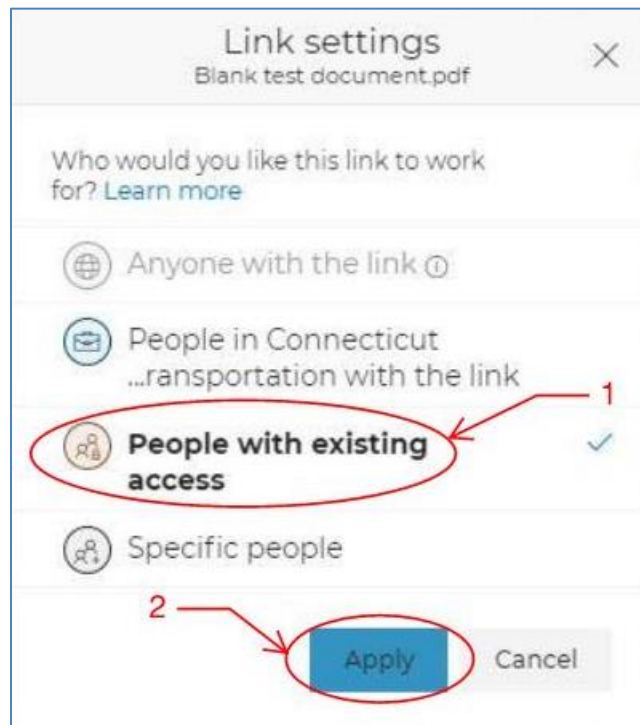 Link settings
Blank test document.pdf
Who would you like this link to work
for? Learn more
Anyone with the link
People in Connecticut
...ransportation with the link
1
People with existing
access
Specific people
2
Apply
Cancel